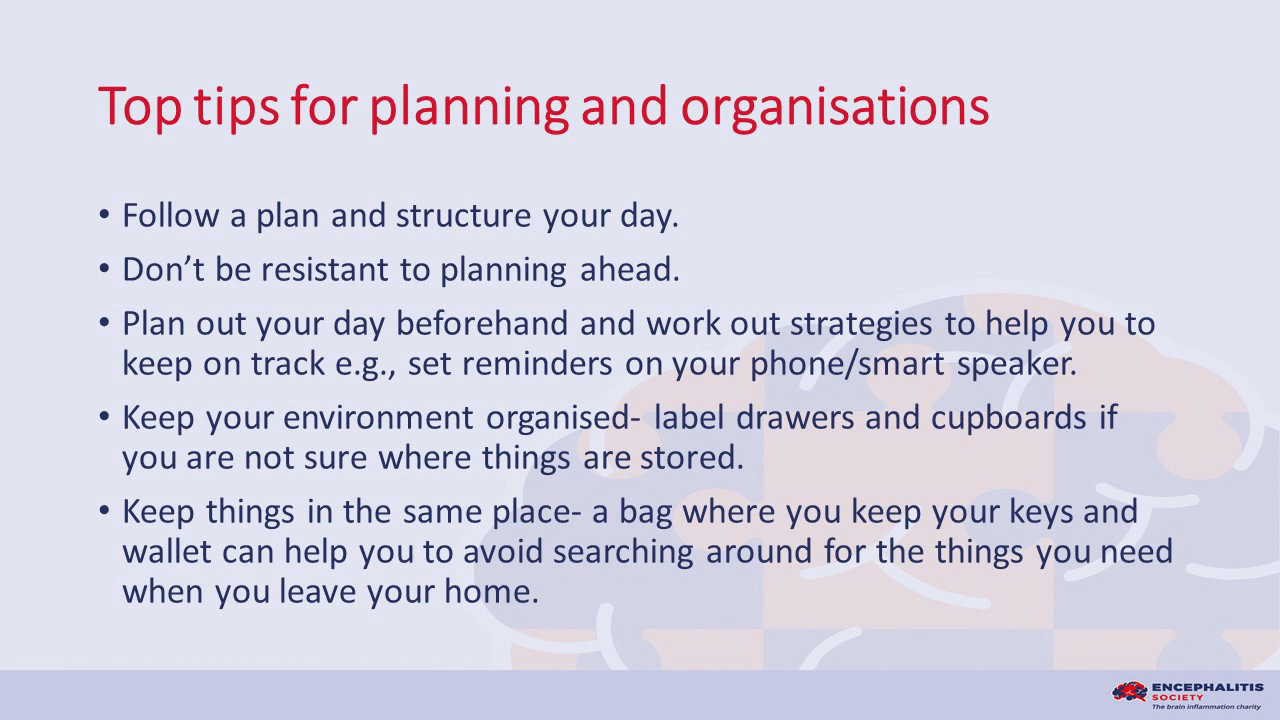 Top tips for planning and organisations
• Follow a plan and structure your day.
• Don’t be resistant to planning ahead.
• Plan out your day beforehand and work out strategies to help you to
keep on track e.g., set reminders on your phone/smart speaker.
• Keep your environment organised- label drawers and cupboards if
you are not sure where things are stored.
• Keep things in the same place- a bag where you keep your keys and
wallet can help you to avoid searching around for the things you need
when you leave your home.
ENCEPHALITIS
SOCIETY
The brain inflammation charity